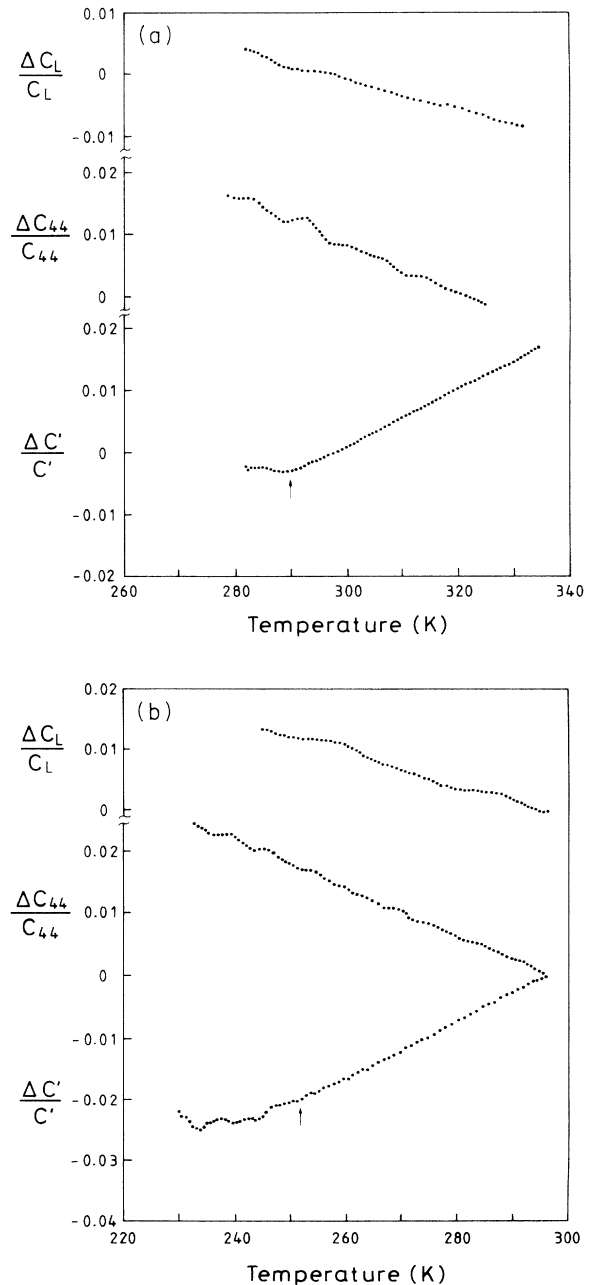 (a)
0.01
ΔC_L / C_L
0
-0.01
0.02
ΔC₄₄ / C₄₄
0.01
0
0.02
0.01
ΔC' / C'
0
-0.01
-0.02
260 280 300 320 340
Temperature (K)
(b)
0.02
ΔC_L / C_L
0.01
0
0.02
ΔC₄₄ / C₄₄
0.01
0
-0.01
ΔC' / C'
-0.02
-0.03
-0.04
220 240 260 280 300
Temperature (K)